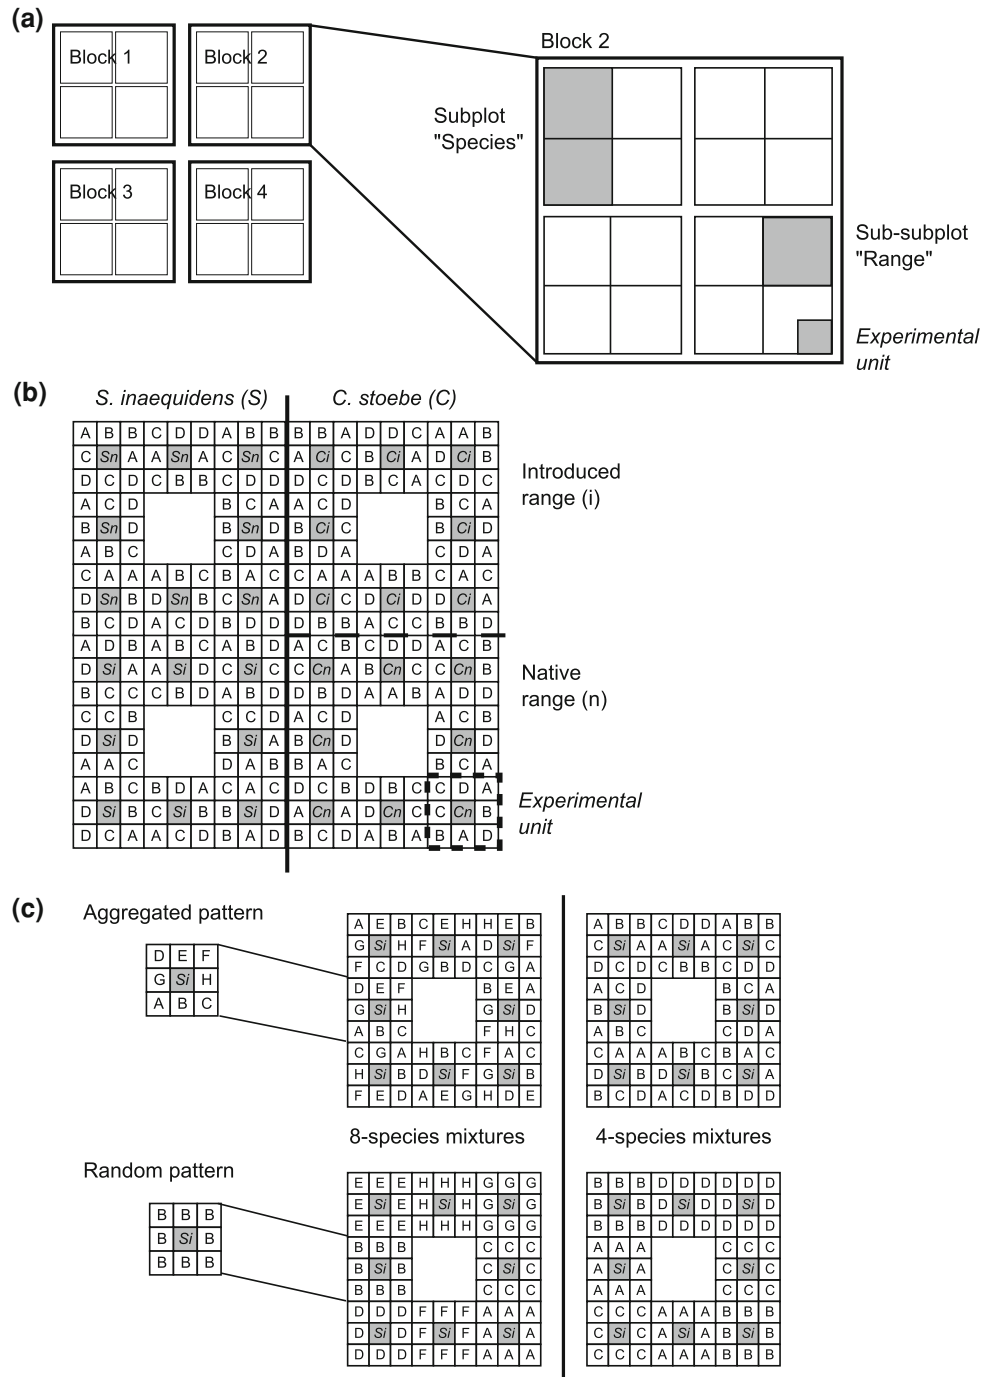 (a)
Block 1
Block 2
Block 3
Block 4
Block 2
Subplot
"Species"
Sub-subplot
"Range"
Experimental
unit
(b)
S. inaequidens (S)
C. stoebe (C)
A B B C D D A B B B B A D D C A A B
C Sn A A Sn A C Sn C A Ci C B Ci A D Ci B
D C D C B B C D D D C D B C A C D C
A C D B C A A C D B C A
B Sn D B Sn D B Ci C B Ci D
A B C C D A B D A C D A
C A A A B C B A C C A A A B B C A C
D Sn B D Sn B C Sn A D Ci C D Ci D D Ci A
B C D A C D B D D D B B A C C B B D
A D B A B C A B D A C B C D D A C B
D Si A A Si D C Si C C Cn A B Cn C C Cn B
B C C C B D A B D D B D A A B A D D
C C B C C D A C D A C B
D Si D B Si A B Cn D D Cn D
A A C D A B B A C B C A
A B C B D A C A C D C B D B C C D A
D Si B C Si B B Si D A Cn A D Cn C C Cn B
D C A A C D B A D B C D A B A B A D
Introduced
range (i)
Native
range (n)
Experimental
unit
(c)
Aggregated pattern
D E F
G Si H
A B C
A E B C E H H E B
G Si H F Si A D Si F
F C D G B D C G A
D E F B E A
G Si H G Si D
A B C F H C
C G A H B C F A C
H Si B D Si F G Si B
F E D A E G H D E
A B B C D D A B B
C Si A A Si A C Si C
D C D C B B C D D
A C D B C A
B Si D B Si D
A B C C D A
C A A A B C B A C
D Si B D Si B C Si A
B C D A C D B D D
8-species mixtures
4-species mixtures
Random pattern
B B B
B Si B
B B B
E E E H H H G G G
E Si E H Si H G Si G
E E E H H H G G G
B B B C C C
B Si B C Si C
B B B C C C
D D D F F F A A A
D Si D F Si F A Si A
D D D F F F A A A
B B B D D D D D D
B Si B D Si D D Si D
B B B D D D D D D
A A A C C C
A Si A C Si C
A A A C C C
C C C A A A B B B
C Si C A Si A B Si B
C C C A A A B B B